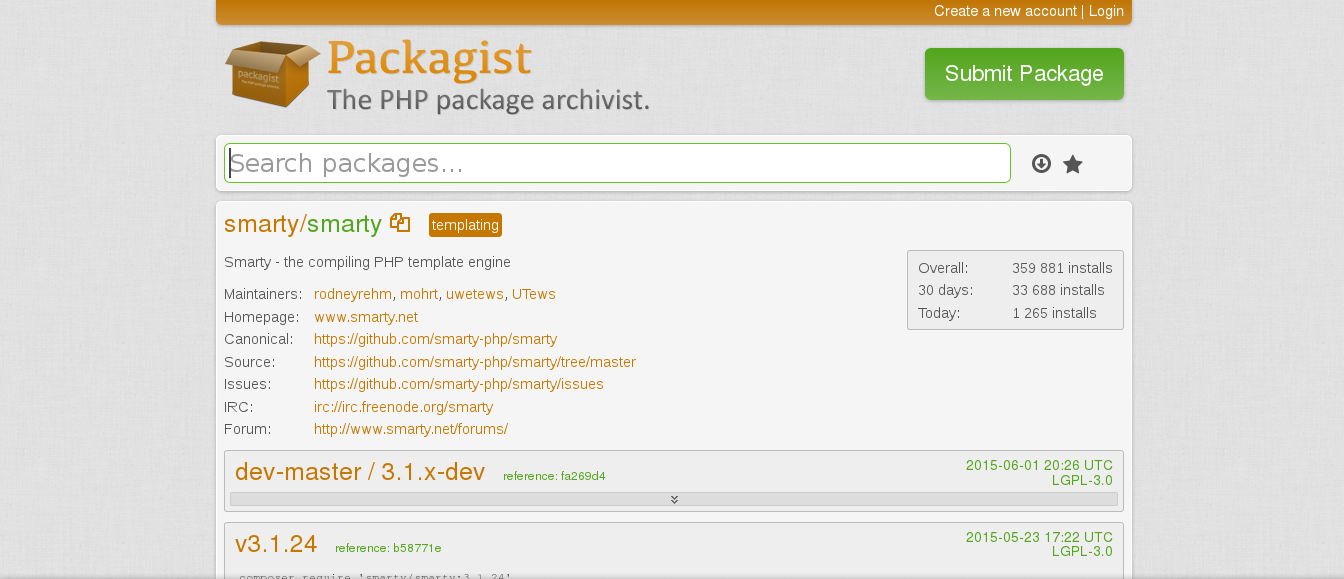 Create a new account | Login
packagist
Packagist
The PHP package archivist.
Submit Package
Search packages...
smarty/smarty templating
Smarty - the compiling PHP template engine
Overall: 359 881 installs
30 days: 33 688 installs
Today: 1 265 installs
Maintainers: rodneyrehm, mohrt, uwetews, UTews
Homepage: www.smarty.net
Canonical: https://github.com/smarty-php/smarty
Source: https://github.com/smarty-php/smarty/tree/master
Issues: https://github.com/smarty-php/smarty/issues
IRC: irc://irc.freenode.org/smarty
Forum: http://www.smarty.net/forums/
dev-master / 3.1.x-dev reference: fa269d4 2015-06-01 20:26 UTC
LGPL-3.0
v3.1.24 reference: b58771e 2015-05-23 17:22 UTC
LGPL-3.0
composer require 'smarty/smarty:3.1.24'